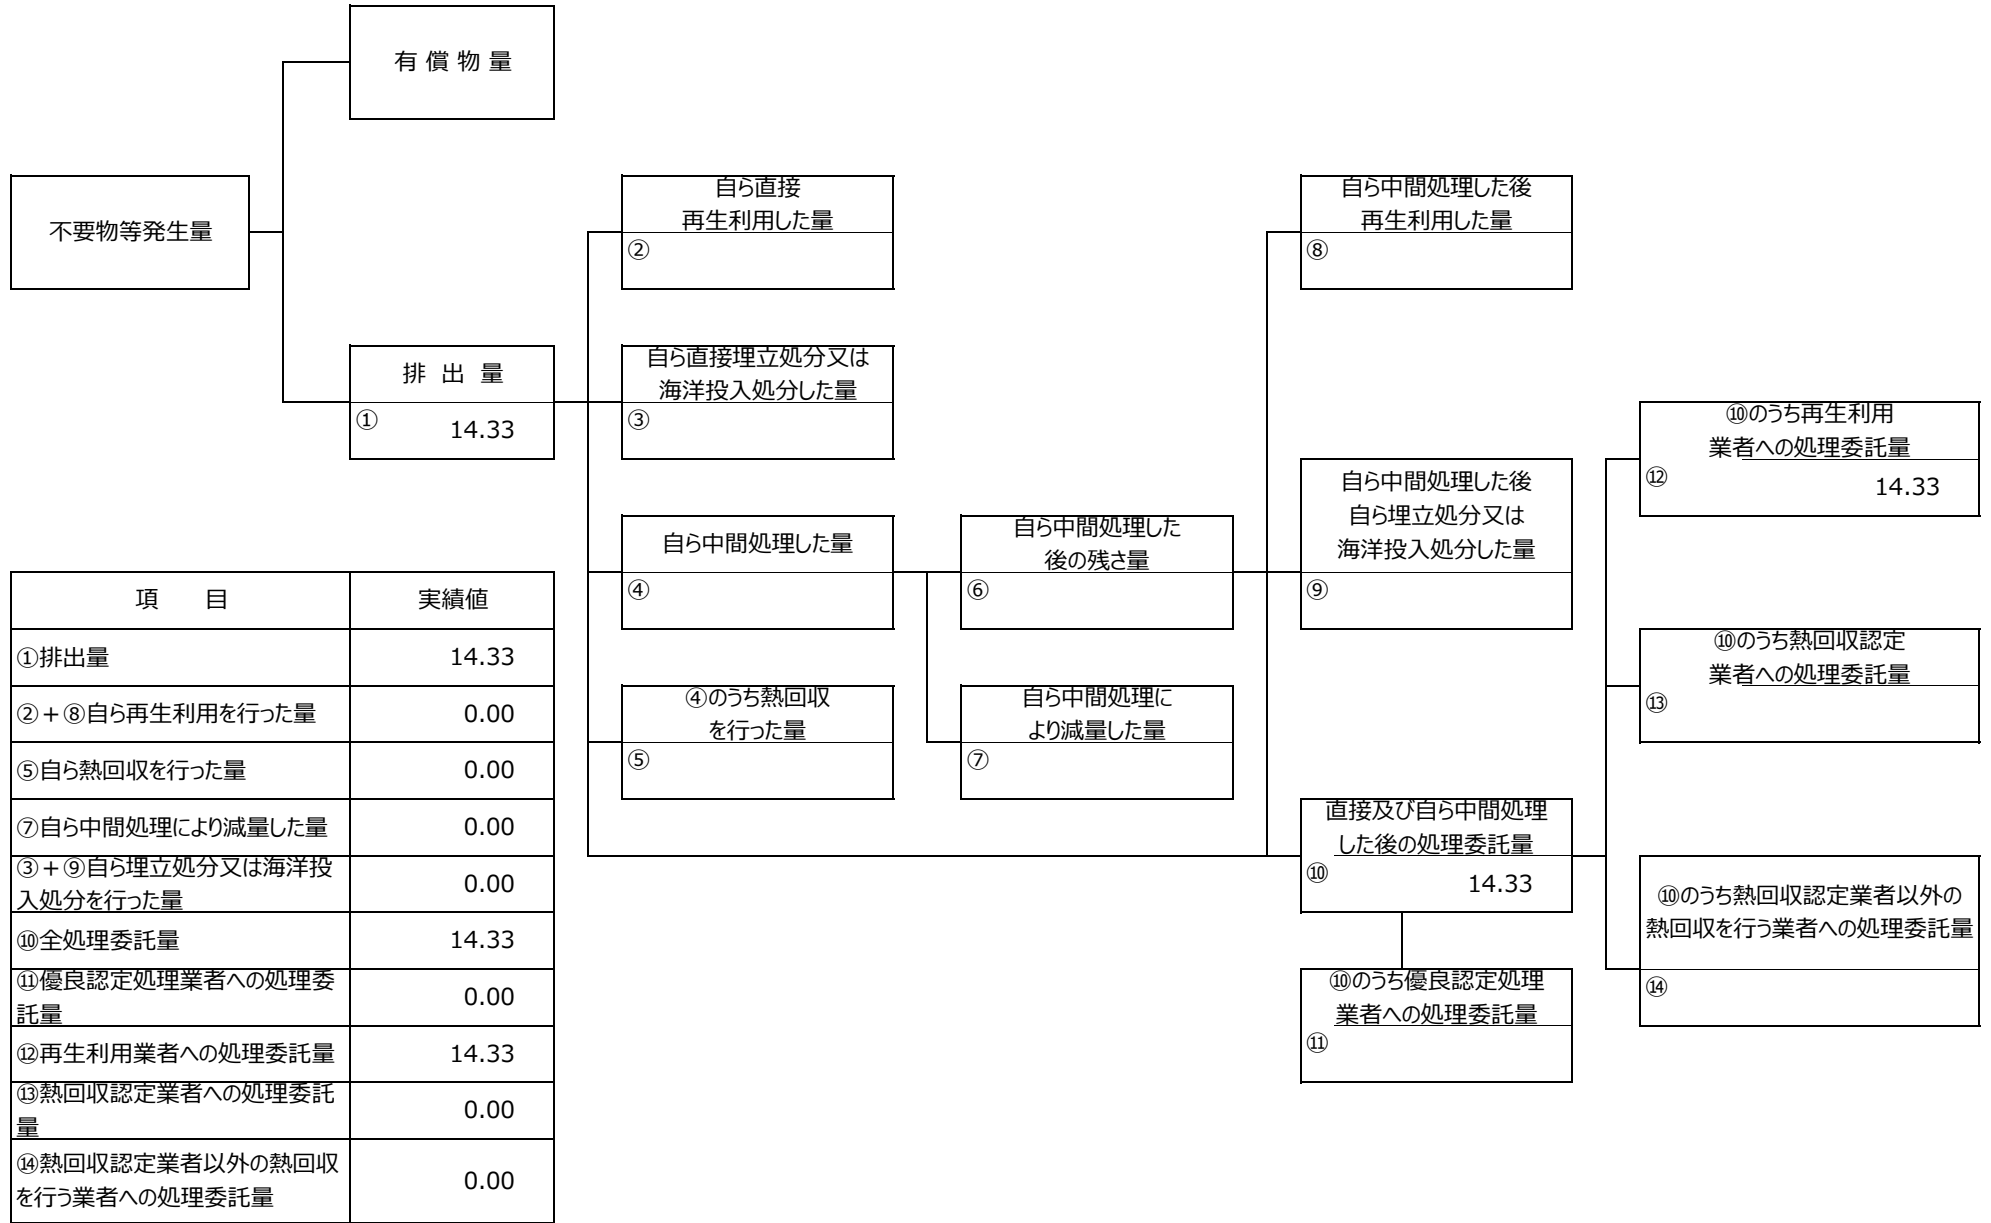 有 償 物 量
不要物等発生量
自ら直接
再生利用した量
②
自ら中間処理した後
再生利用した量
⑧
排 出 量
① 14.33
自ら直接埋立処分又は
海洋投入処分した量
③
⑩のうち再生利用
業者への処理委託量
⑫ 14.33
自ら中間処理した後
自ら埋立処分又は
海洋投入処分した量
⑨
自ら中間処理した量
④
自ら中間処理した
後の残さ量
⑥
⑩のうち熱回収認定
業者への処理委託量
⑬
④のうち熱回収
を行った量
⑤
自ら中間処理に
より減量した量
⑦
直接及び自ら中間処理
した後の処理委託量
⑩ 14.33
⑩のうち熱回収認定業者以外の
熱回収を行う業者への処理委託量
⑭
⑩のうち優良認定処理
業者への処理委託量
⑪
項 目 実績値
①排出量 14.33
②＋⑧自ら再生利用を行った量 0.00
⑤自ら熱回収を行った量 0.00
⑦自ら中間処理により減量した量 0.00
③＋⑨自ら埋立処分又は海洋投
入処分を行った量 0.00
⑩全処理委託量 14.33
⑪優良認定処理業者への処理委
託量 0.00
⑫再生利用業者への処理委託量 14.33
⑬熱回収認定業者への処理委託
量 0.00
⑭熱回収認定業者以外の熱回収
を行う業者への処理委託量 0.00